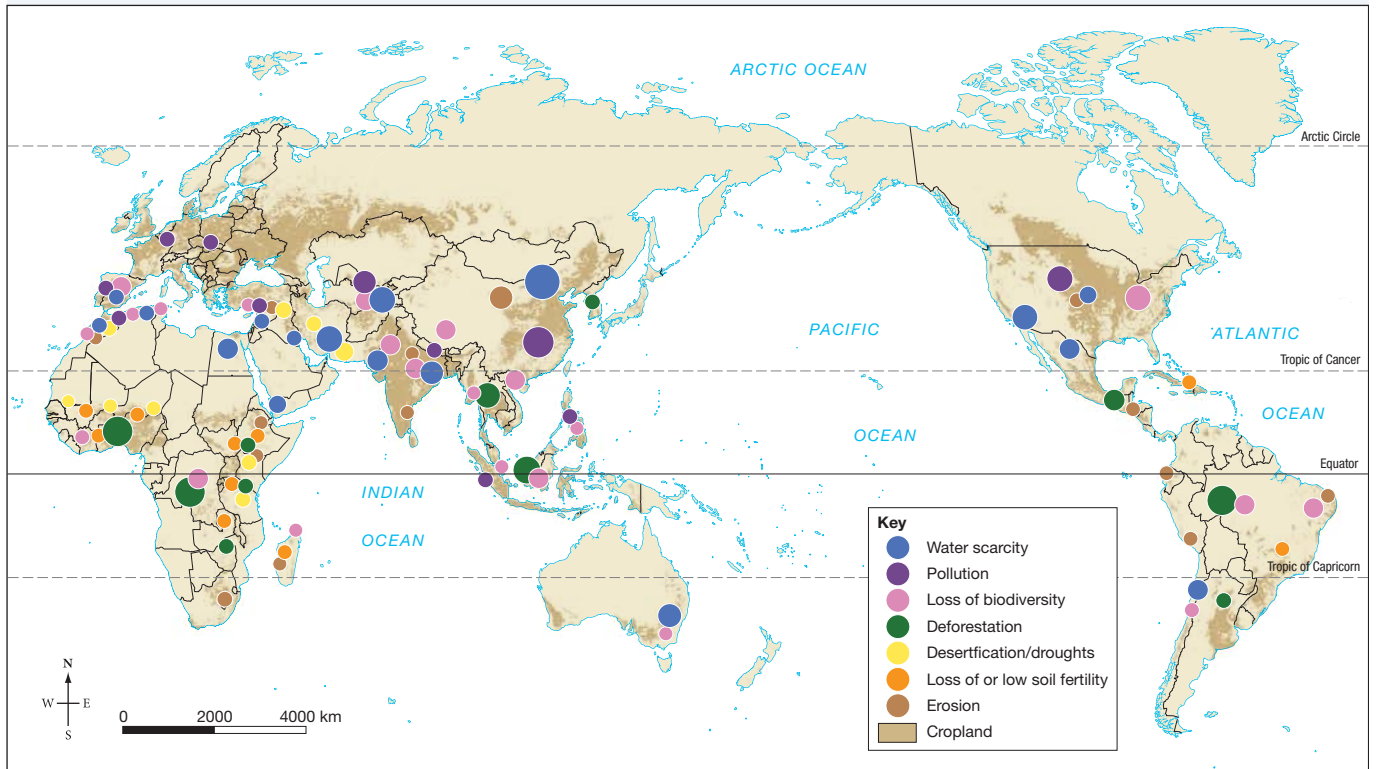 ARCTIC OCEAN
Arctic Circle
PACIFIC
ATLANTIC
Tropic of Cancer
OCEAN
OCEAN
Equator
INDIAN
OCEAN
Tropic of Capricorn
Key
Water scarcity
Pollution
Loss of biodiversity
Deforestation
Desertfication/droughts
Loss of or low soil fertility
Erosion
Cropland
N
W E
S
0 2000 4000 km